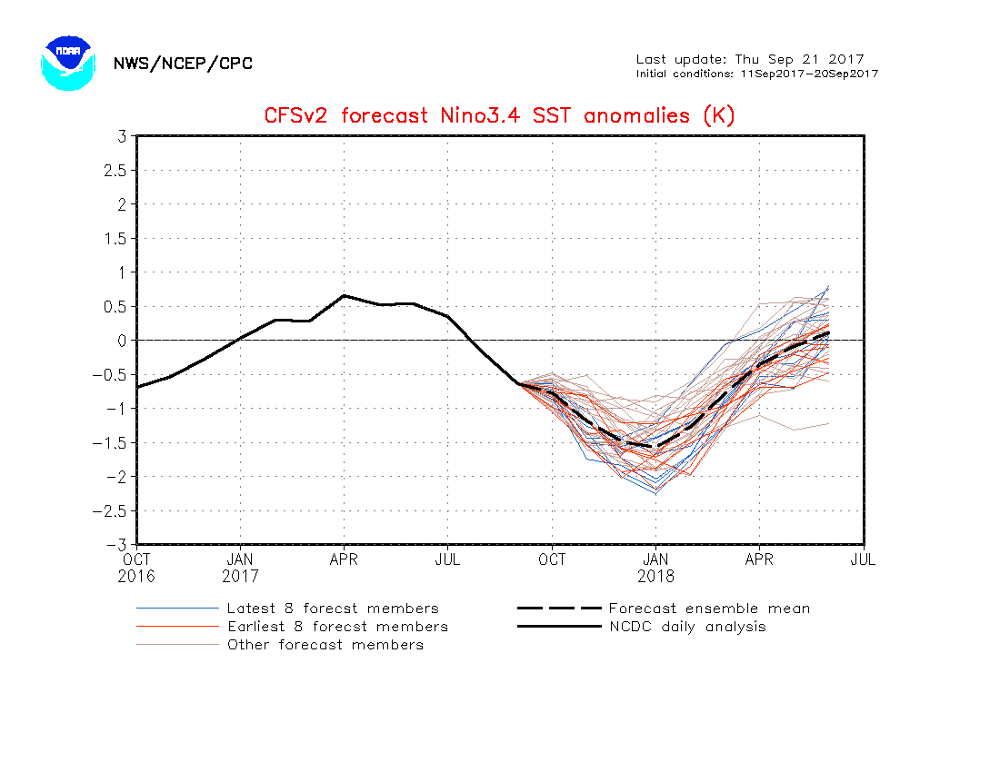 NOAA
NWS/NCEP/CPC
Last update: Thu Sep 21 2017
Initial conditions: 11Sep2017-20Sep2017
CFSv2 forecast Nino3.4 SST anomalies (K)
3
2.5
2
1.5
1
0.5
0
-0.5
-1
-1.5
-2
-2.5
-3
OCT JAN APR JUL OCT JAN APR JUL
2016 2017 2018
Latest 8 forecst members
Earliest 8 forecst members
Other forecast members
Forecast ensemble mean
NCDC daily analysis